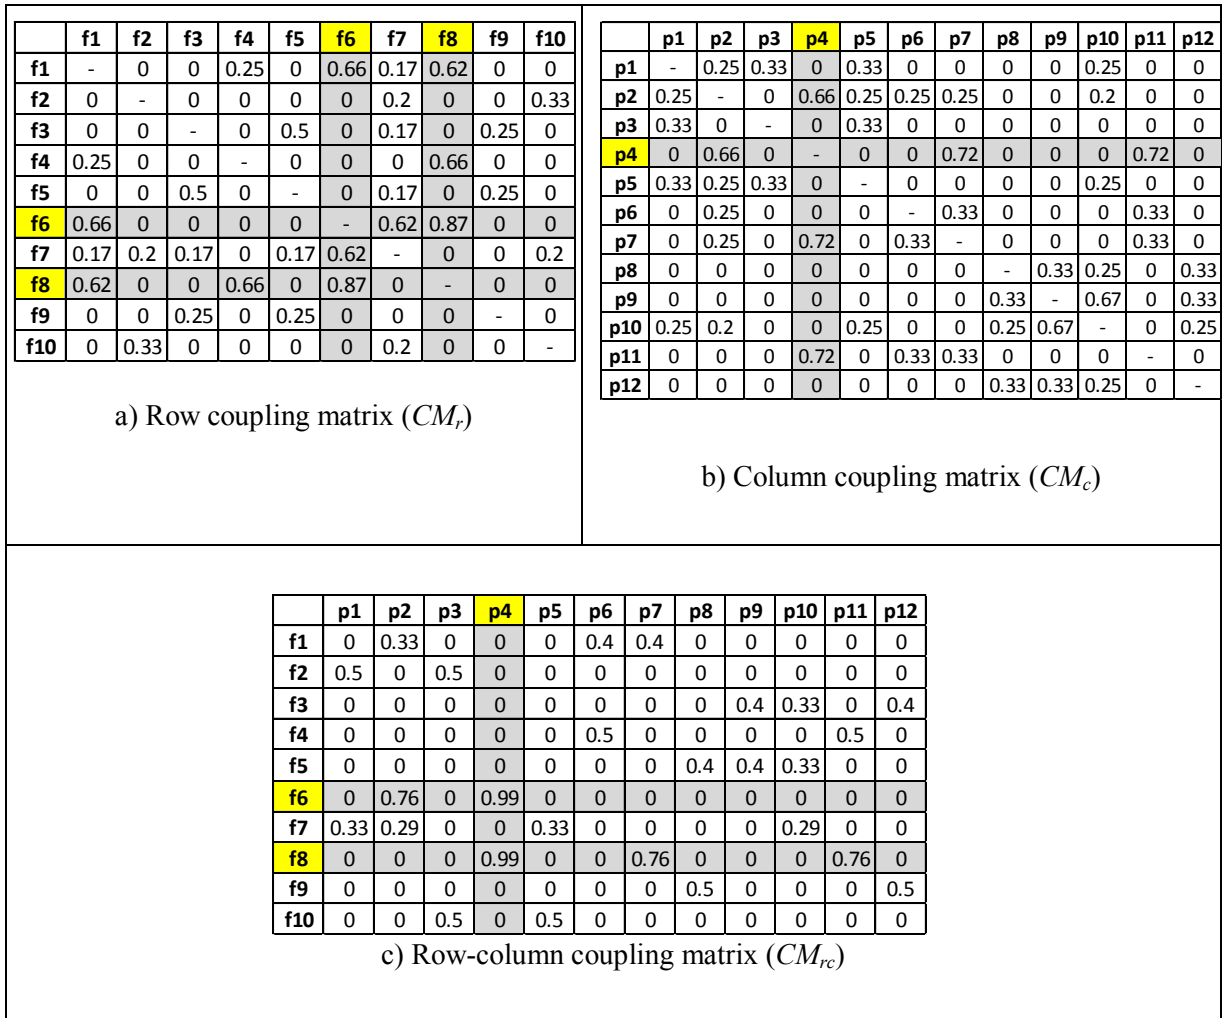 f1 f2 f3 f4 f5 f6 f7 f8 f9 f10
f1 - 0 0 0.25 0 0.66 0.17 0.62 0 0
f2 0 - 0 0 0 0 0.2 0 0 0.33
f3 0 0 - 0 0.5 0 0.17 0 0.25 0
f4 0.25 0 0 - 0 0 0 0.66 0 0
f5 0 0 0.5 0 - 0 0.17 0 0.25 0
f6 0.66 0 0 0 0 - 0.62 0.87 0 0
f7 0.17 0.2 0.17 0 0.17 0.62 - 0 0 0.2
f8 0.62 0 0 0.66 0 0.87 0 - 0 0
f9 0 0 0.25 0 0.25 0 0 0 - 0
f10 0 0.33 0 0 0 0 0.2 0 0 -
a) Row coupling matrix (CMr)
p1 p2 p3 p4 p5 p6 p7 p8 p9 p10 p11 p12
p1 - 0.25 0.33 0 0.33 0 0 0 0 0.25 0 0
p2 0.25 - 0 0.66 0.25 0.25 0.25 0 0 0.2 0 0
p3 0.33 0 - 0 0.33 0 0 0 0 0 0 0
p4 0 0.66 0 - 0 0 0.72 0 0 0 0.72 0
p5 0.33 0.25 0.33 0 - 0 0 0 0 0.25 0 0
p6 0 0.25 0 0 0 - 0.33 0 0 0 0.33 0
p7 0 0.25 0 0.72 0 0.33 - 0 0 0 0.33 0
p8 0 0 0 0 0 0 0 - 0.33 0.25 0 0.33
p9 0 0 0 0 0 0 0 0.33 - 0.67 0 0.33
p10 0.25 0.2 0 0 0.25 0 0 0.25 0.67 - 0 0.25
p11 0 0 0 0.72 0 0.33 0.33 0 0 0 - 0
p12 0 0 0 0 0 0 0 0.33 0.33 0.25 0 -
b) Column coupling matrix (CMc)
p1 p2 p3 p4 p5 p6 p7 p8 p9 p10 p11 p12
f1 0 0.33 0 0 0 0.4 0.4 0 0 0 0 0
f2 0.5 0 0.5 0 0 0 0 0 0 0 0 0
f3 0 0 0 0 0 0 0 0 0.4 0.33 0 0.4
f4 0 0 0 0 0 0.5 0 0 0 0 0.5 0
f5 0 0 0 0 0 0 0 0.4 0.4 0.33 0 0
f6 0 0.76 0 0.99 0 0 0 0 0 0 0 0
f7 0.33 0.29 0 0 0.33 0 0 0 0 0.29 0 0
f8 0 0 0 0.99 0 0 0.76 0 0 0 0.76 0
f9 0 0 0 0 0 0 0 0.5 0 0 0 0.5
f10 0 0 0.5 0 0.5 0 0 0 0 0 0 0
c) Row-column coupling matrix (CMrc)